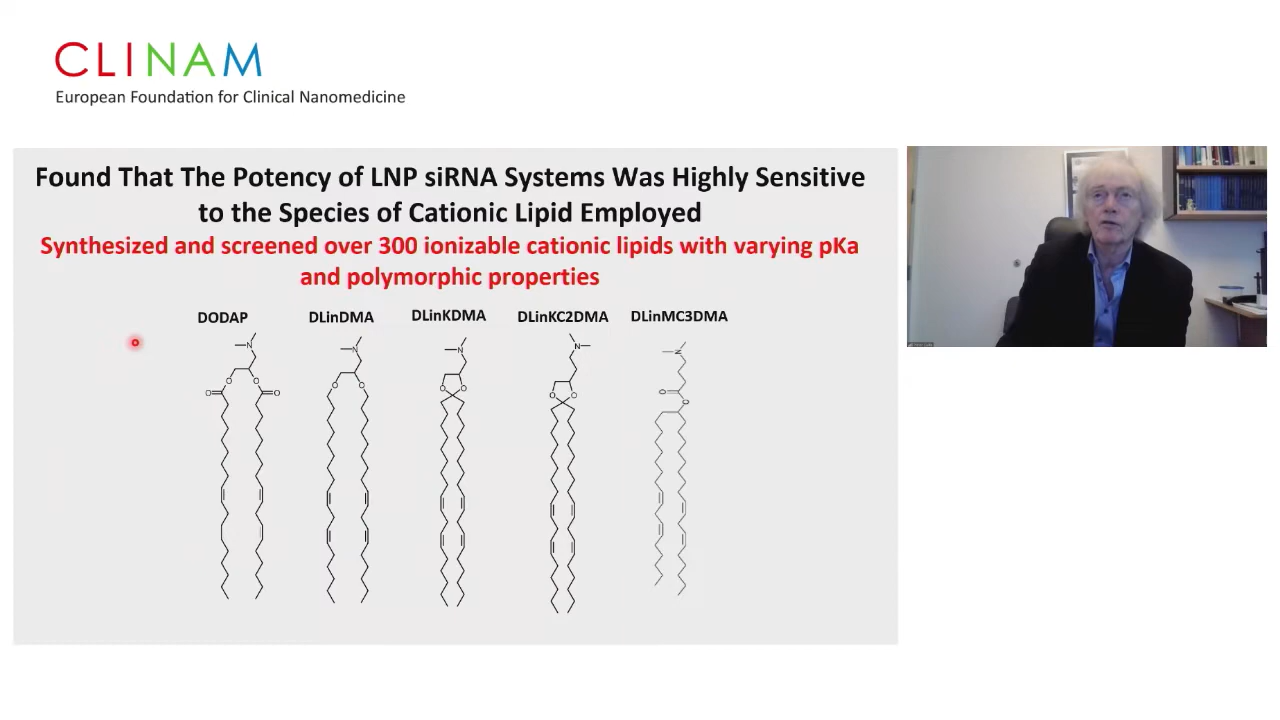 CLINAM
European Foundation for Clinical Nanomedicine
Found That The Potency of LNP siRNA Systems Was Highly Sensitive
to the Species of Cationic Lipid Employed
Synthesized and screened over 300 ionizable cationic lipids with varying pKa
and polymorphic properties
DODAP DLinDMA DLinKDMA DLinKC2DMA DLinMC3DMA
N N N N N
O O O O O O O O O O
O O